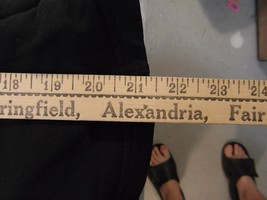 18 19 20 21 22 23 24
ringfield, Alexandria, Fair